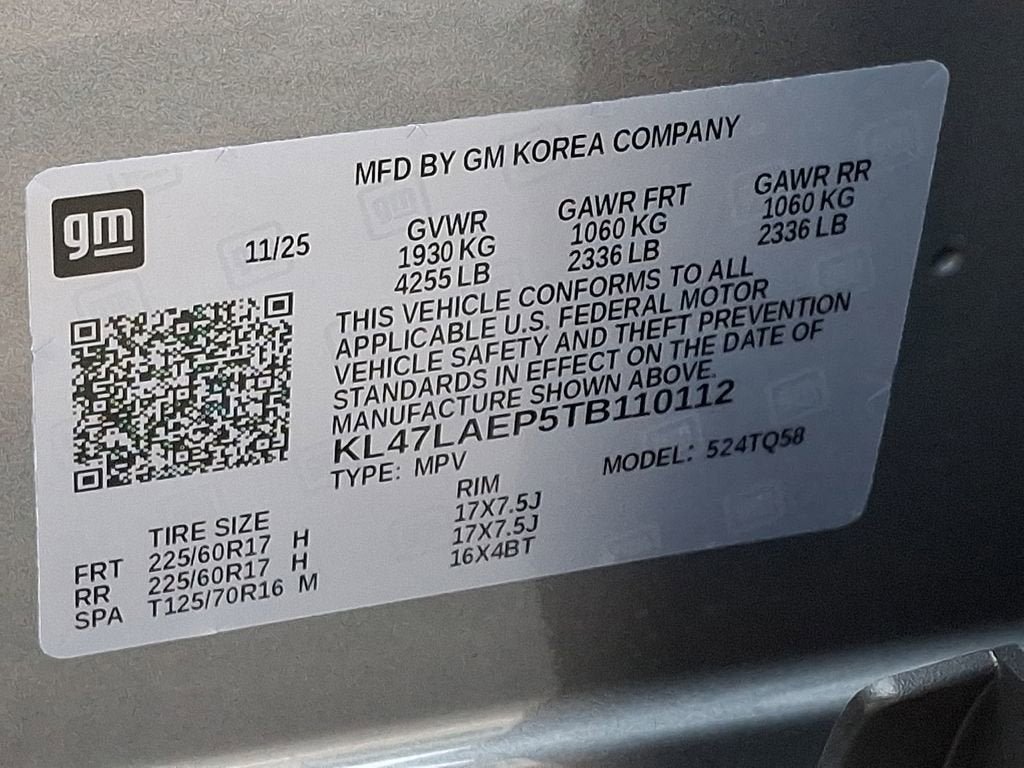 MFD BY GM KOREA COMPANY
gm
11/25
GVWR GAWR FRT GAWR RR
1930 KG 1060 KG 1060 KG
4255 LB 2336 LB 2336 LB
THIS VEHICLE CONFORMS TO ALL
APPLICABLE U.S. FEDERAL MOTOR
VEHICLE SAFETY AND THEFT PREVENTION
STANDARDS IN EFFECT ON THE DATE OF
MANUFACTURE SHOWN ABOVE.
KL47LAEP5TB110112
TYPE: MPV MODEL: 524TQ58
TIRE SIZE RIM
FRT 225/60R17 H 17X7.5J
RR 225/60R17 H 17X7.5J
SPA T125/70R16 M 16X4BT